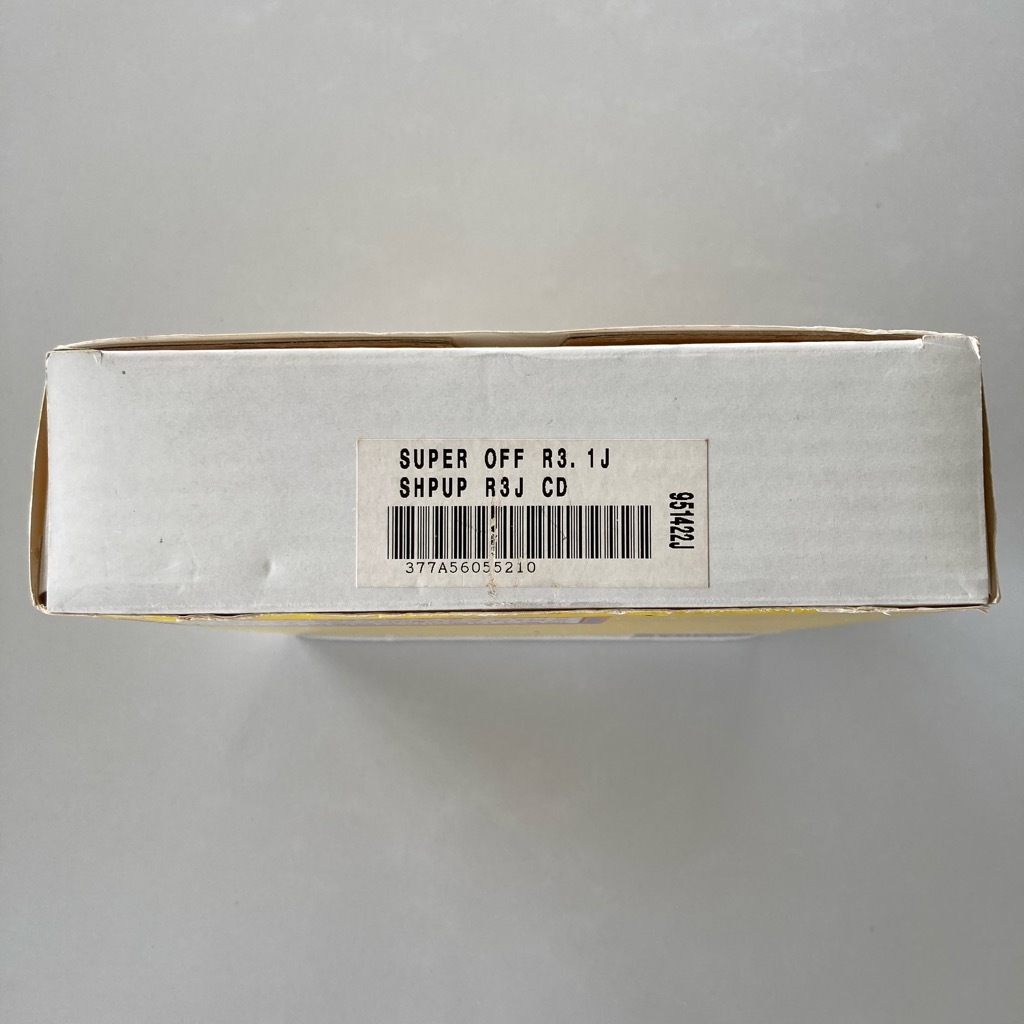 SUPER OFF R3.1J
SHPUP R3J CD
377A56055210
951422J